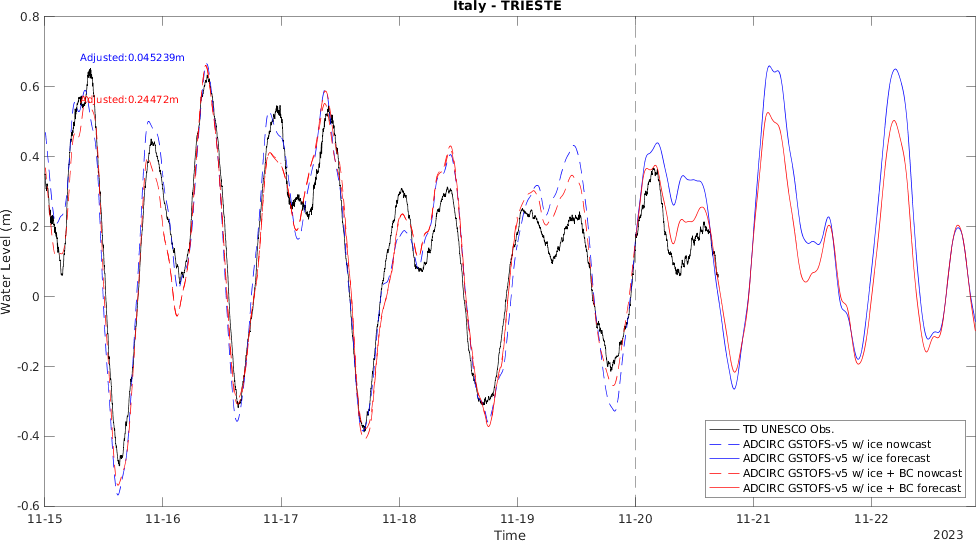 Italy - TRIESTE
Water Level (m)
0.8
0.6
0.4
0.2
0
-0.2
-0.4
-0.6
Adjusted:0.045239m
Adjusted:0.24472m
TD UNESCO Obs.
ADCIRC GSTOFS-v5 w/ ice nowcast
ADCIRC GSTOFS-v5 w/ ice forecast
ADCIRC GSTOFS-v5 w/ ice + BC nowcast
ADCIRC GSTOFS-v5 w/ ice + BC forecast
11-15 11-16 11-17 11-18 11-19 11-20 11-21 11-22
Time
2023